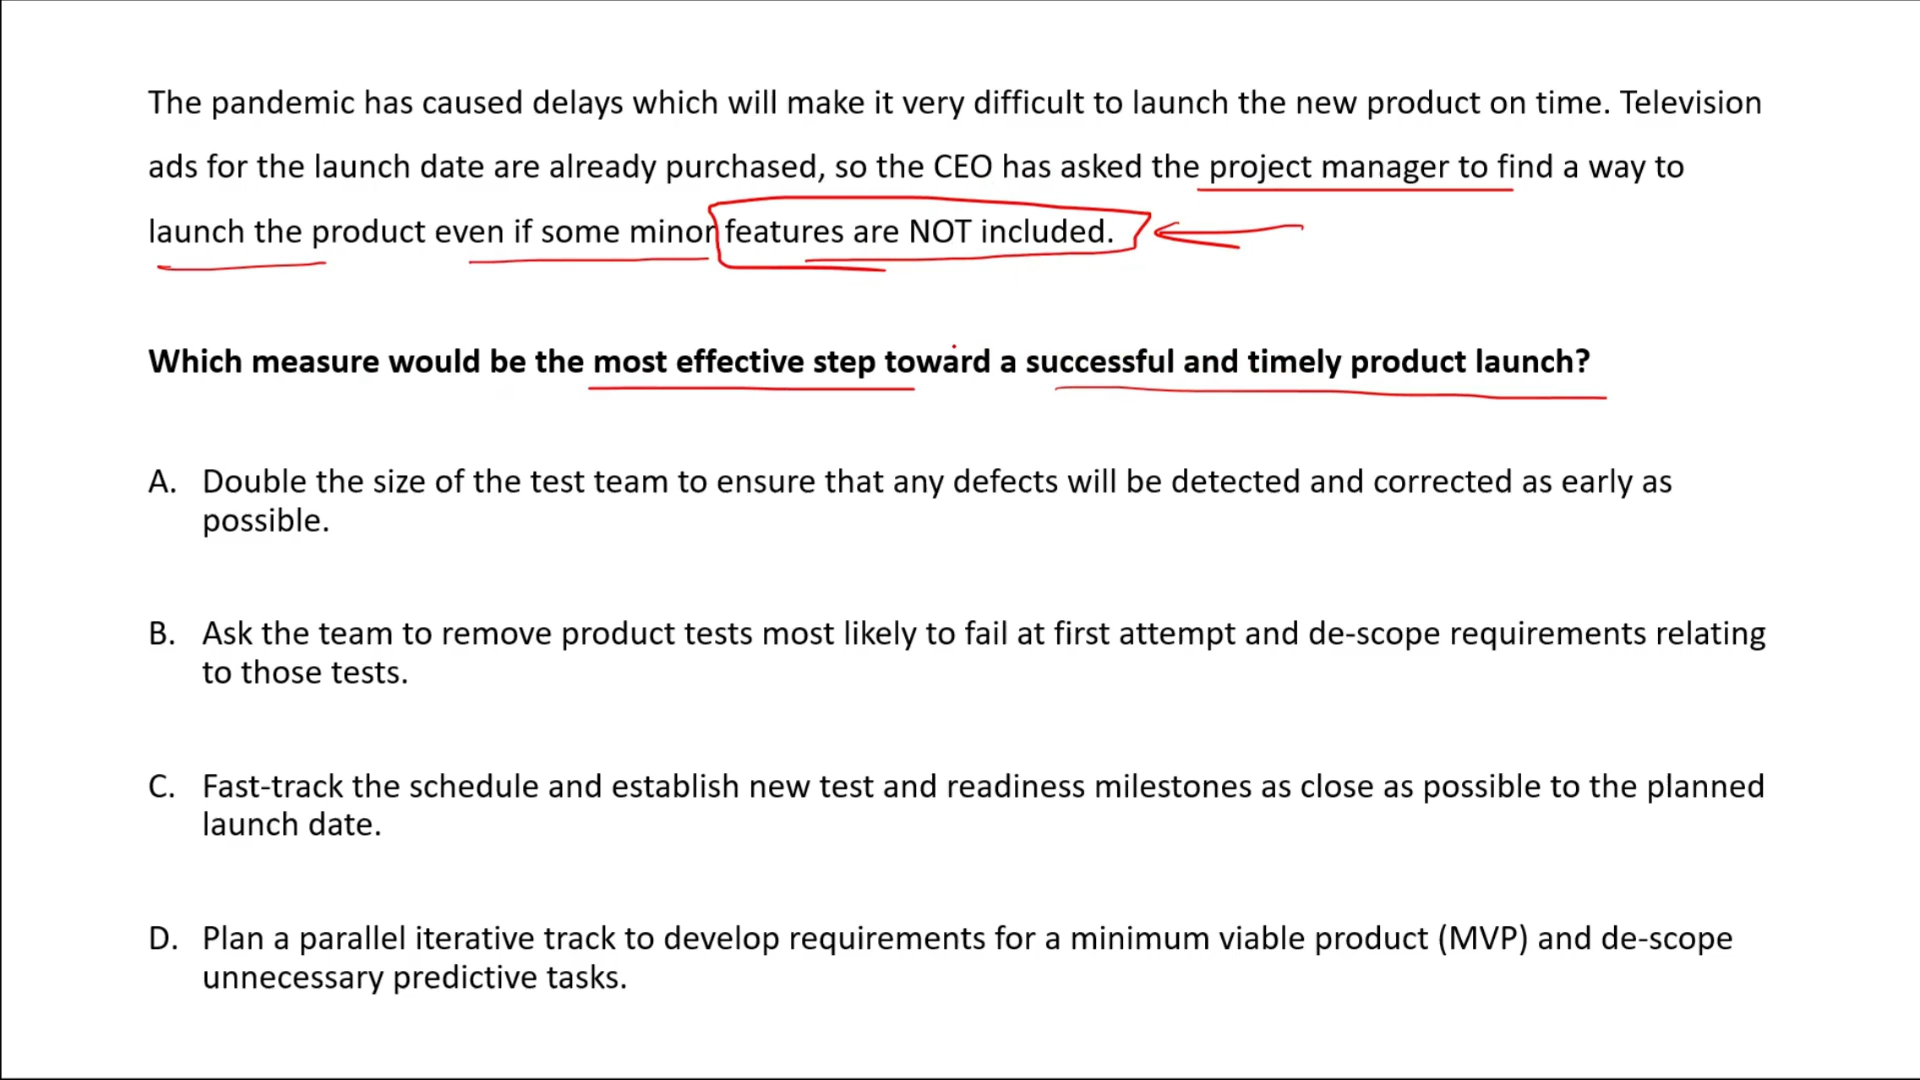 The pandemic has caused delays which will make it very difficult to launch the new product on time. Television
ads for the launch date are already purchased, so the CEO has asked the project manager to find a way to
launch the product even if some minor features are NOT included.
Which measure would be the most effective step toward a successful and timely product launch?
A. Double the size of the test team to ensure that any defects will be detected and corrected as early as
possible.
B. Ask the team to remove product tests most likely to fail at first attempt and de-scope requirements relating
to those tests.
C. Fast-track the schedule and establish new test and readiness milestones as close as possible to the planned
launch date.
D. Plan a parallel iterative track to develop requirements for a minimum viable product (MVP) and de-scope
unnecessary predictive tasks.